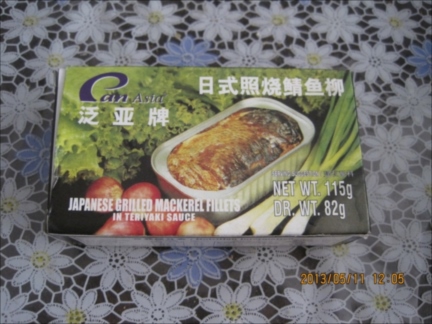 Asia
日式照烧鲭鱼柳
泛亚牌
NET WT. 115g
DR. WT. 82g
JAPANESE GRILLED MACKEREL FILLETS
IN TERIYAKI SAUCE
2013/05/11 12:05